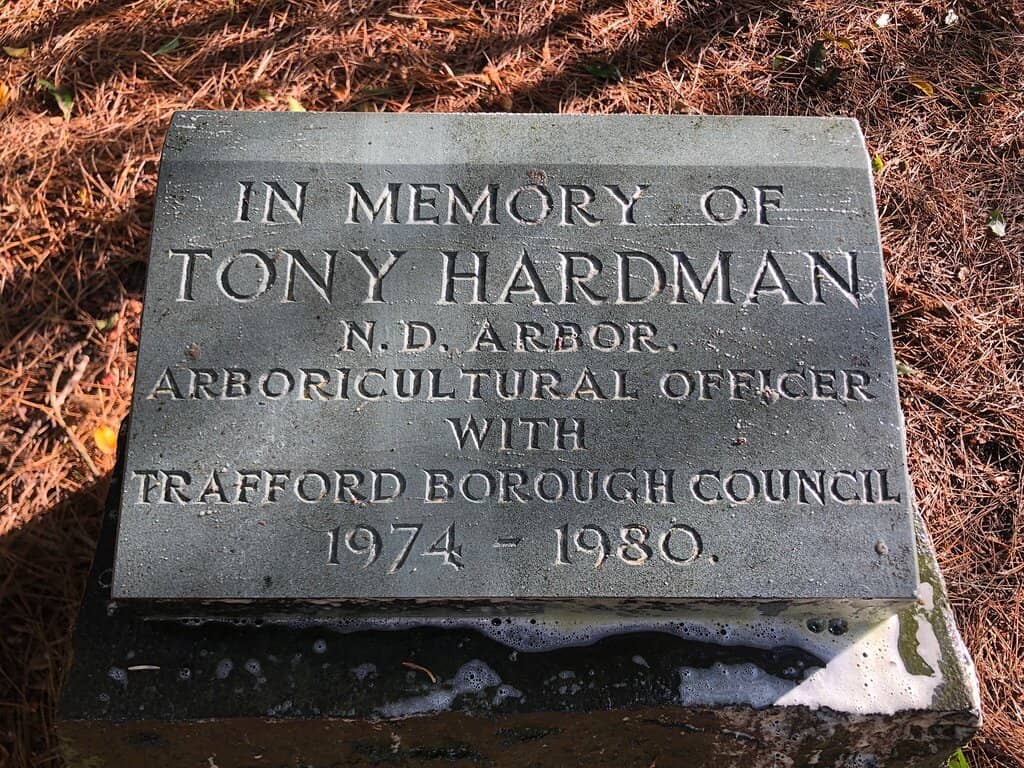 IN MEMORY OF
TONY HARDMAN
N.D. ARBOR.
ARBORICULTURAL OFFICER
WITH
TRAFFORD BOROUGH COUNCIL
1974 - 1980.